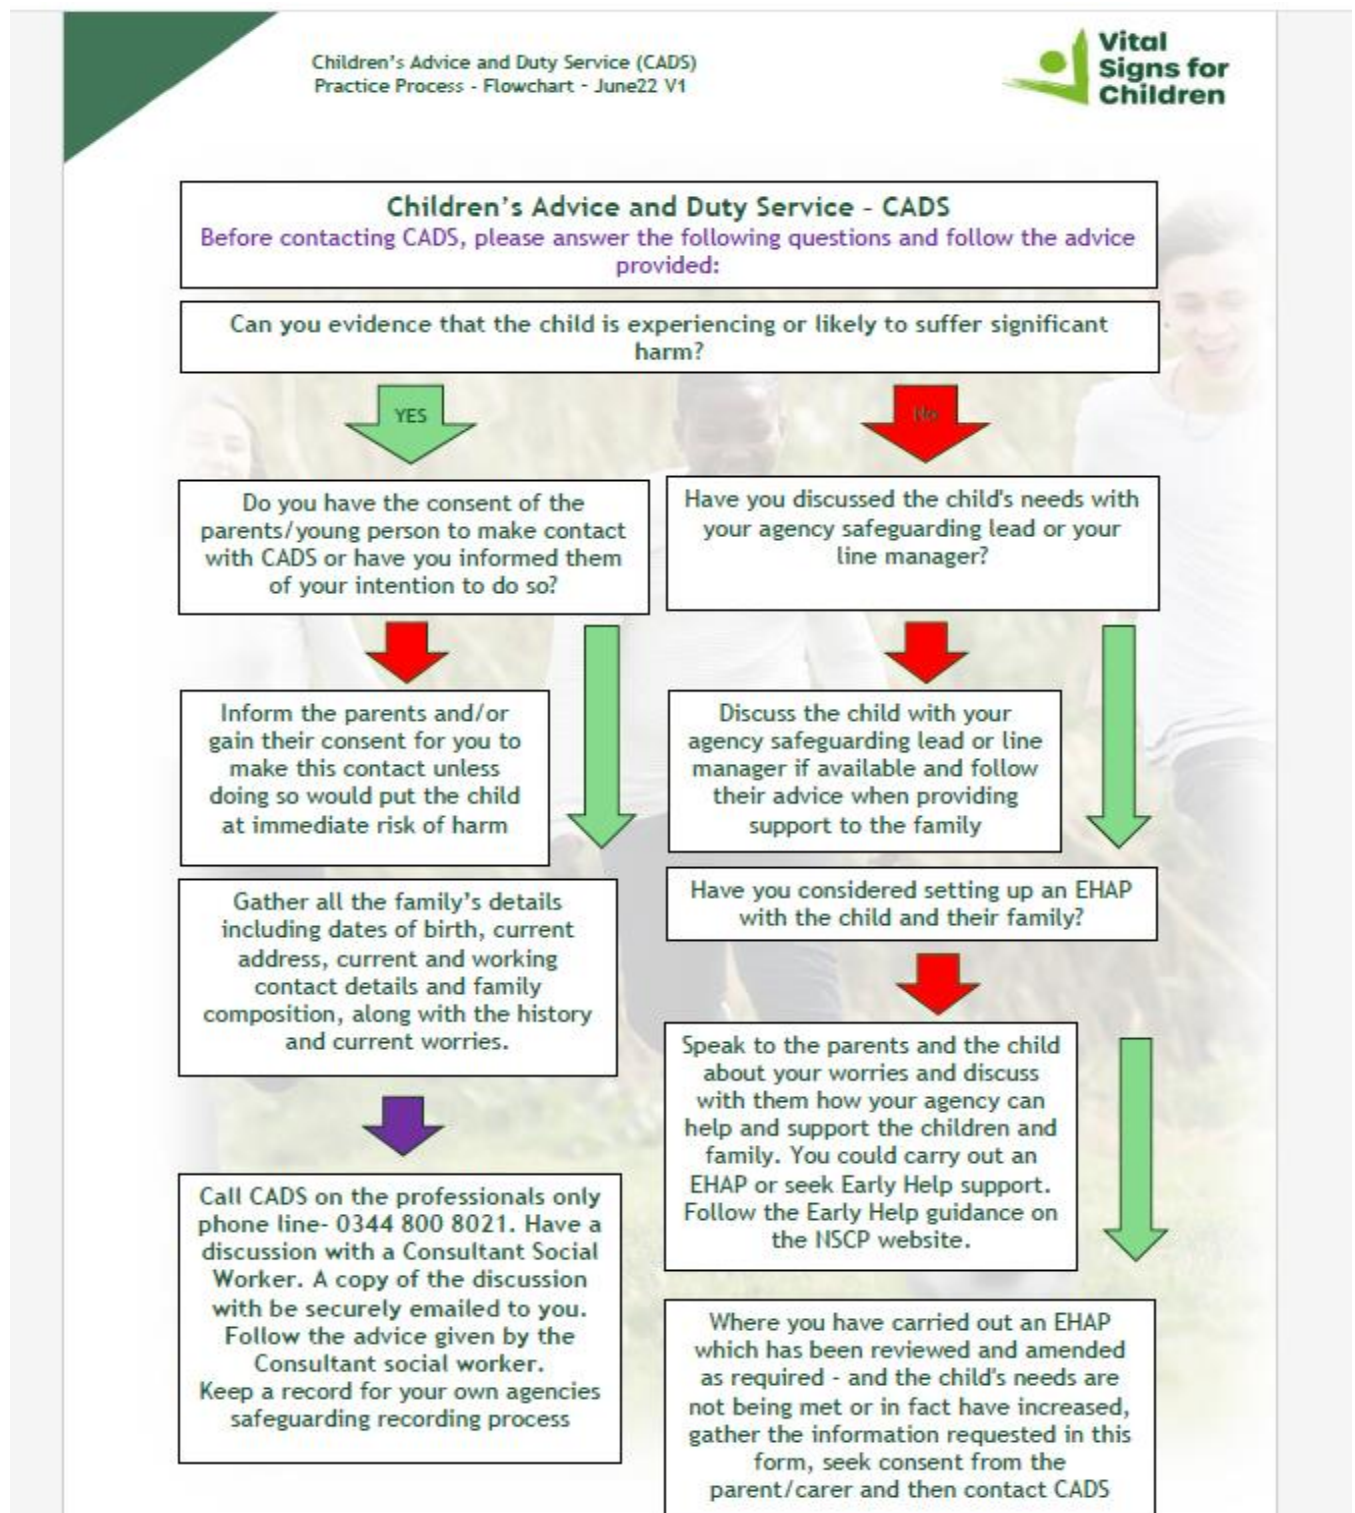 Children's Advice and Duty Service (CADS)
Practice Process - Flowchart - June22 V1
Vital
Signs for
Children
Children's Advice and Duty Service – CADS
Before contacting CADS, please answer the following questions and follow the advice
provided:
Can you evidence that the child is experiencing or likely to suffer significant
harm?
YES
No
Do you have the consent of the
parents/young person to make contact
with CADS or have you informed them
of your intention to do so?
Have you discussed the child's needs with
your agency safeguarding lead or your
line manager?
Inform the parents and/or
gain their consent for you to
make this contact unless
doing so would put the child
at immediate risk of harm
Discuss the child with your
agency safeguarding lead or line
manager if available and follow
their advice when providing
support to the family
Gather all the family's details
including dates of birth, current
address, current and working
contact details and family
composition, along with the history
and current worries.
Have you considered setting up an EHAP
with the child and their family?
Speak to the parents and the child
about your worries and discuss
with them how your agency can
help and support the children and
family. You could carry out an
EHAP or seek Early Help support.
Follow the Early Help guidance on
the NSCP website.
Call CADS on the professionals only
phone line- 0344 800 8021. Have a
discussion with a Consultant Social
Worker. A copy of the discussion
with be securely emailed to you.
Follow the advice given by the
Consultant social worker.
Keep a record for your own agencies
safeguarding recording process
Where you have carried out an EHAP
which has been reviewed and amended
as required - and the child's needs are
not being met or in fact have increased,
gather the information requested in this
form, seek consent from the
parent/carer and then contact CADS